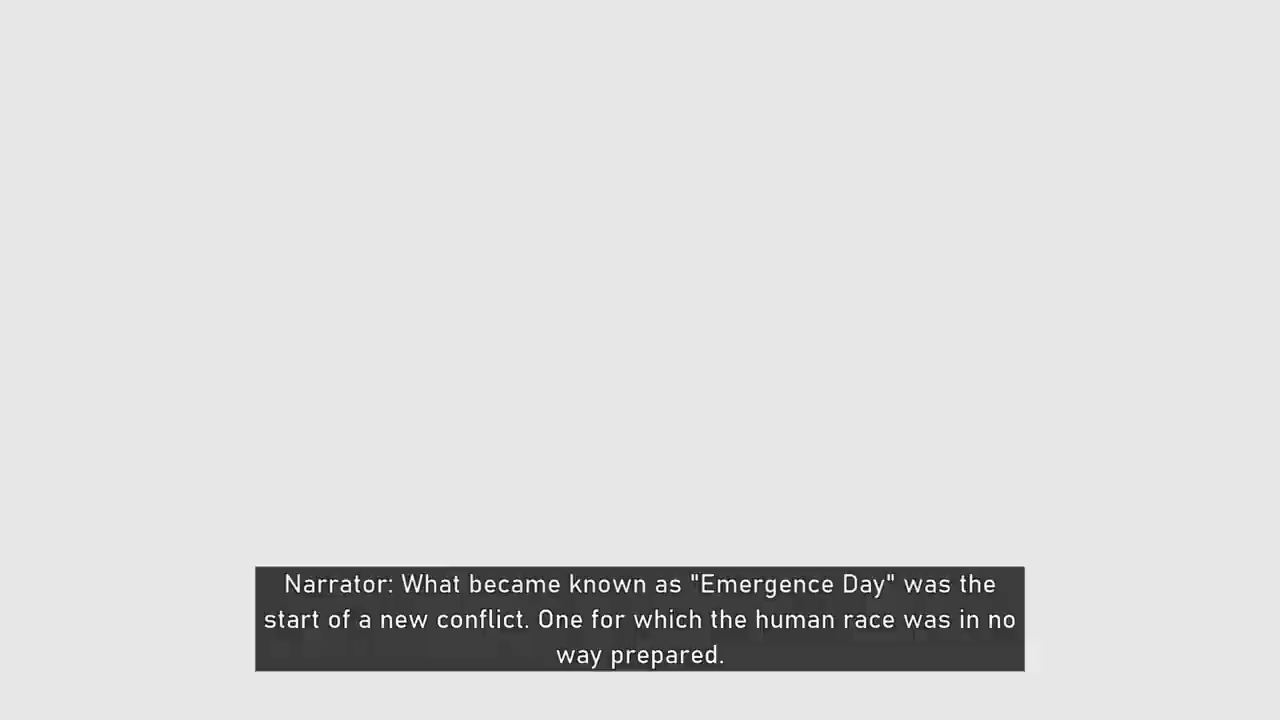 Narrator: What became known as "Emergence Day" was the
start of a new conflict. One for which the human race was in no
way prepared.